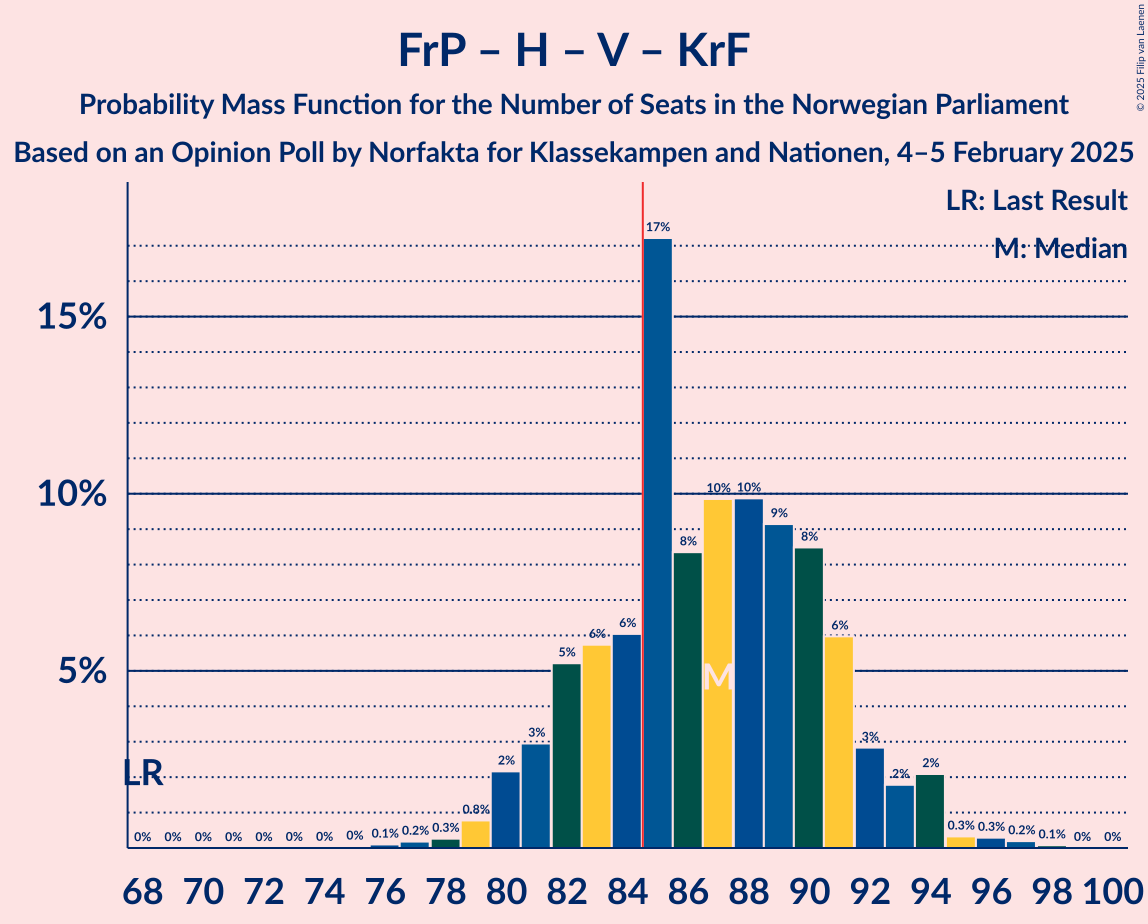 FrP – H – V – KrF
Probability Mass Function for the Number of Seats in the Norwegian Parliament
Based on an Opinion Poll by Norfakta for Klassekampen and Nationen, 4–5 February 2025
© 2025 Filip van Laenen
LR: Last Result
M: Median
15%
10%
5%
LR
M
0% 0% 0% 0% 0% 0% 0% 0% 0.1% 0.2% 0.3% 0.8% 2% 3% 5% 6% 6% 17% 8% 10% 10% 9% 8% 6% 3% 2% 2% 0.3% 0.3% 0.2% 0.1% 0% 0%
68 70 72 74 76 78 80 82 84 86 88 90 92 94 96 98 100